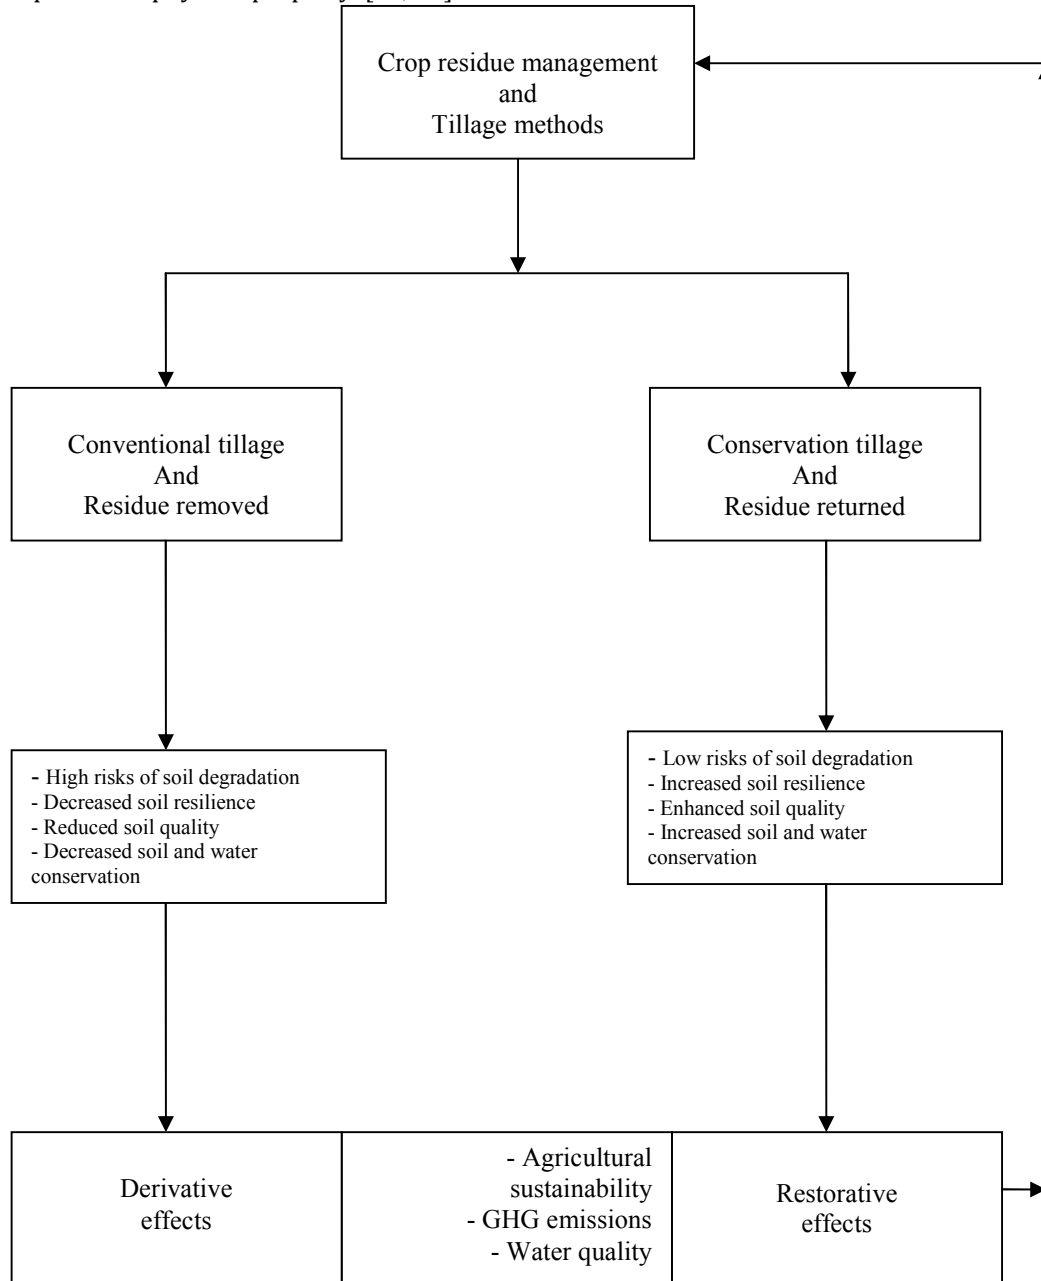 Crop residue management
and
Tillage methods
Conventional tillage
And
Residue removed
Conservation tillage
And
Residue returned
- High risks of soil degradation
- Decreased soil resilience
- Reduced soil quality
- Decreased soil and water
conservation
- Low risks of soil degradation
- Increased soil resilience
- Enhanced soil quality
- Increased soil and water
conservation
Derivative
effects
- Agricultural
sustainability
- GHG emissions
- Water quality
Restorative
effects